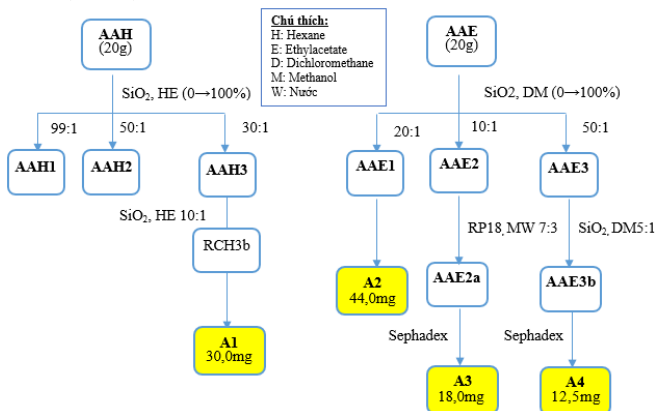 AAH
(20g)
Chú thích:
H: Hexane
E: Ethylacetate
D: Dichloromethane
M: Methanol
W: Nước
AAE
(20g)
SiO₂, HE (0→100%)
SiO2, DM (0→100%)
99:1
50:1
30:1
20:1
10:1
50:1
AAH1
AAH2
AAH3
AAE1
AAE2
AAE3
SiO₂, HE 10:1
RP18, MW 7:3
SiO₂, DM5:1
RCH3b
A2
44,0mg
AAE2a
AAE3b
A1
30,0mg
Sephadex
Sephadex
A3
18,0mg
A4
12,5mg